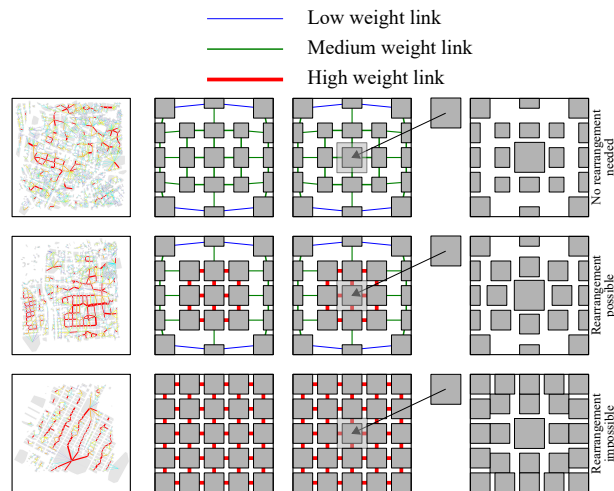 Low weight link
Medium weight link
High weight link
No rearrangement
needed
Rearrangement
possible
Rearrangement
impossible